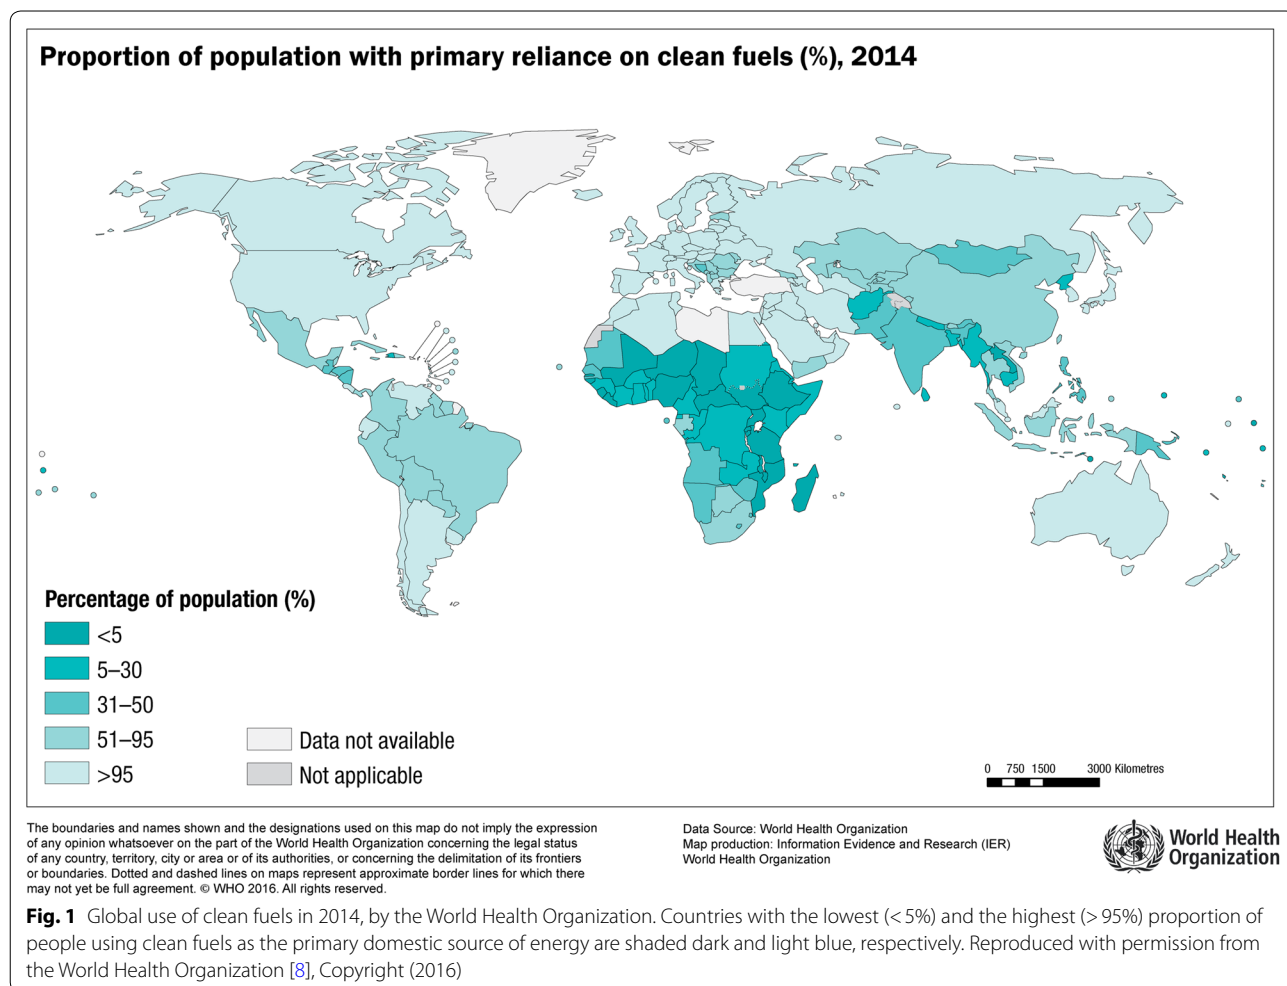 Proportion of population with primary reliance on clean fuels (%), 2014
Percentage of population (%)
<5
5–30
31–50
51–95
>95
Data not available
Not applicable
0 750 1500 3000 Kilometres
The boundaries and names shown and the designations used on this map do not imply the expression
of any opinion whatsoever on the part of the World Health Organization concerning the legal status
of any country, territory, city or area or of its authorities, or concerning the delimitation of its frontiers
or boundaries. Dotted and dashed lines on maps represent approximate border lines for which there
may not yet be full agreement. © WHO 2016. All rights reserved.
Data Source: World Health Organization
Map production: Information Evidence and Research (IER)
World Health Organization
World Health
Organization
Fig. 1 Global use of clean fuels in 2014, by the World Health Organization. Countries with the lowest (< 5%) and the highest (> 95%) proportion of
people using clean fuels as the primary domestic source of energy are shaded dark and light blue, respectively. Reproduced with permission from
the World Health Organization [8], Copyright (2016)